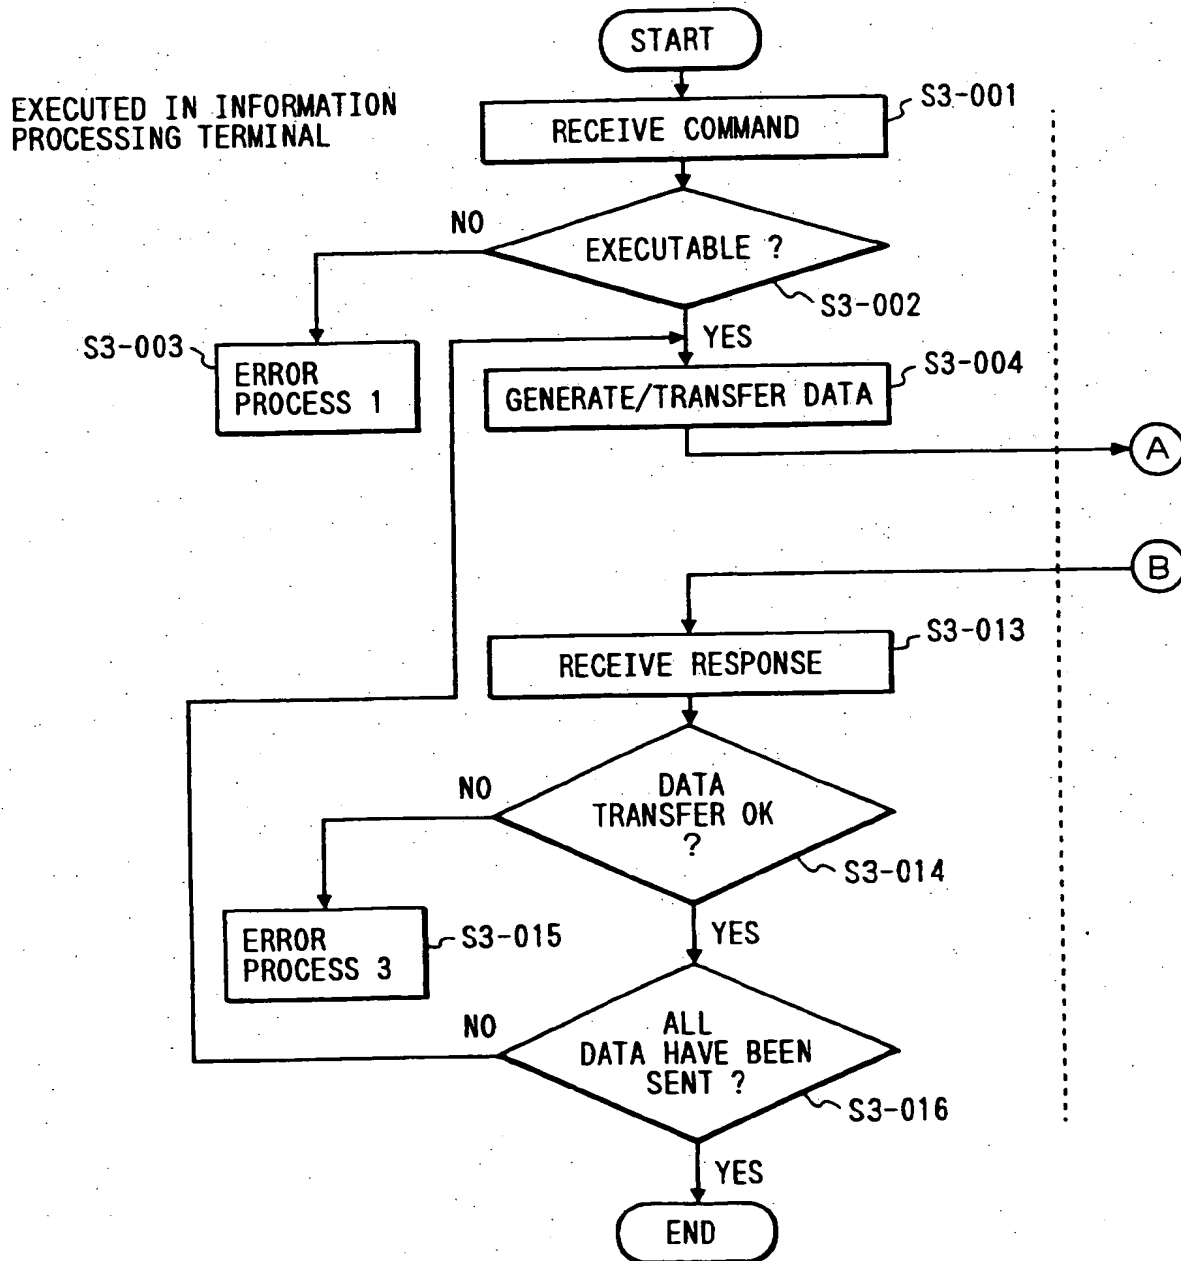 START
EXECUTED IN INFORMATION
PROCESSING TERMINAL
S3-001
RECEIVE COMMAND
NO
EXECUTABLE ?
S3-002
YES
S3-003
ERROR
PROCESS 1
S3-004
GENERATE/TRANSFER DATA
A
B
S3-013
RECEIVE RESPONSE
NO
DATA
TRANSFER OK
?
S3-014
YES
ERROR
PROCESS 3
S3-015
NO
ALL
DATA HAVE BEEN
SENT ?
S3-016
YES
END